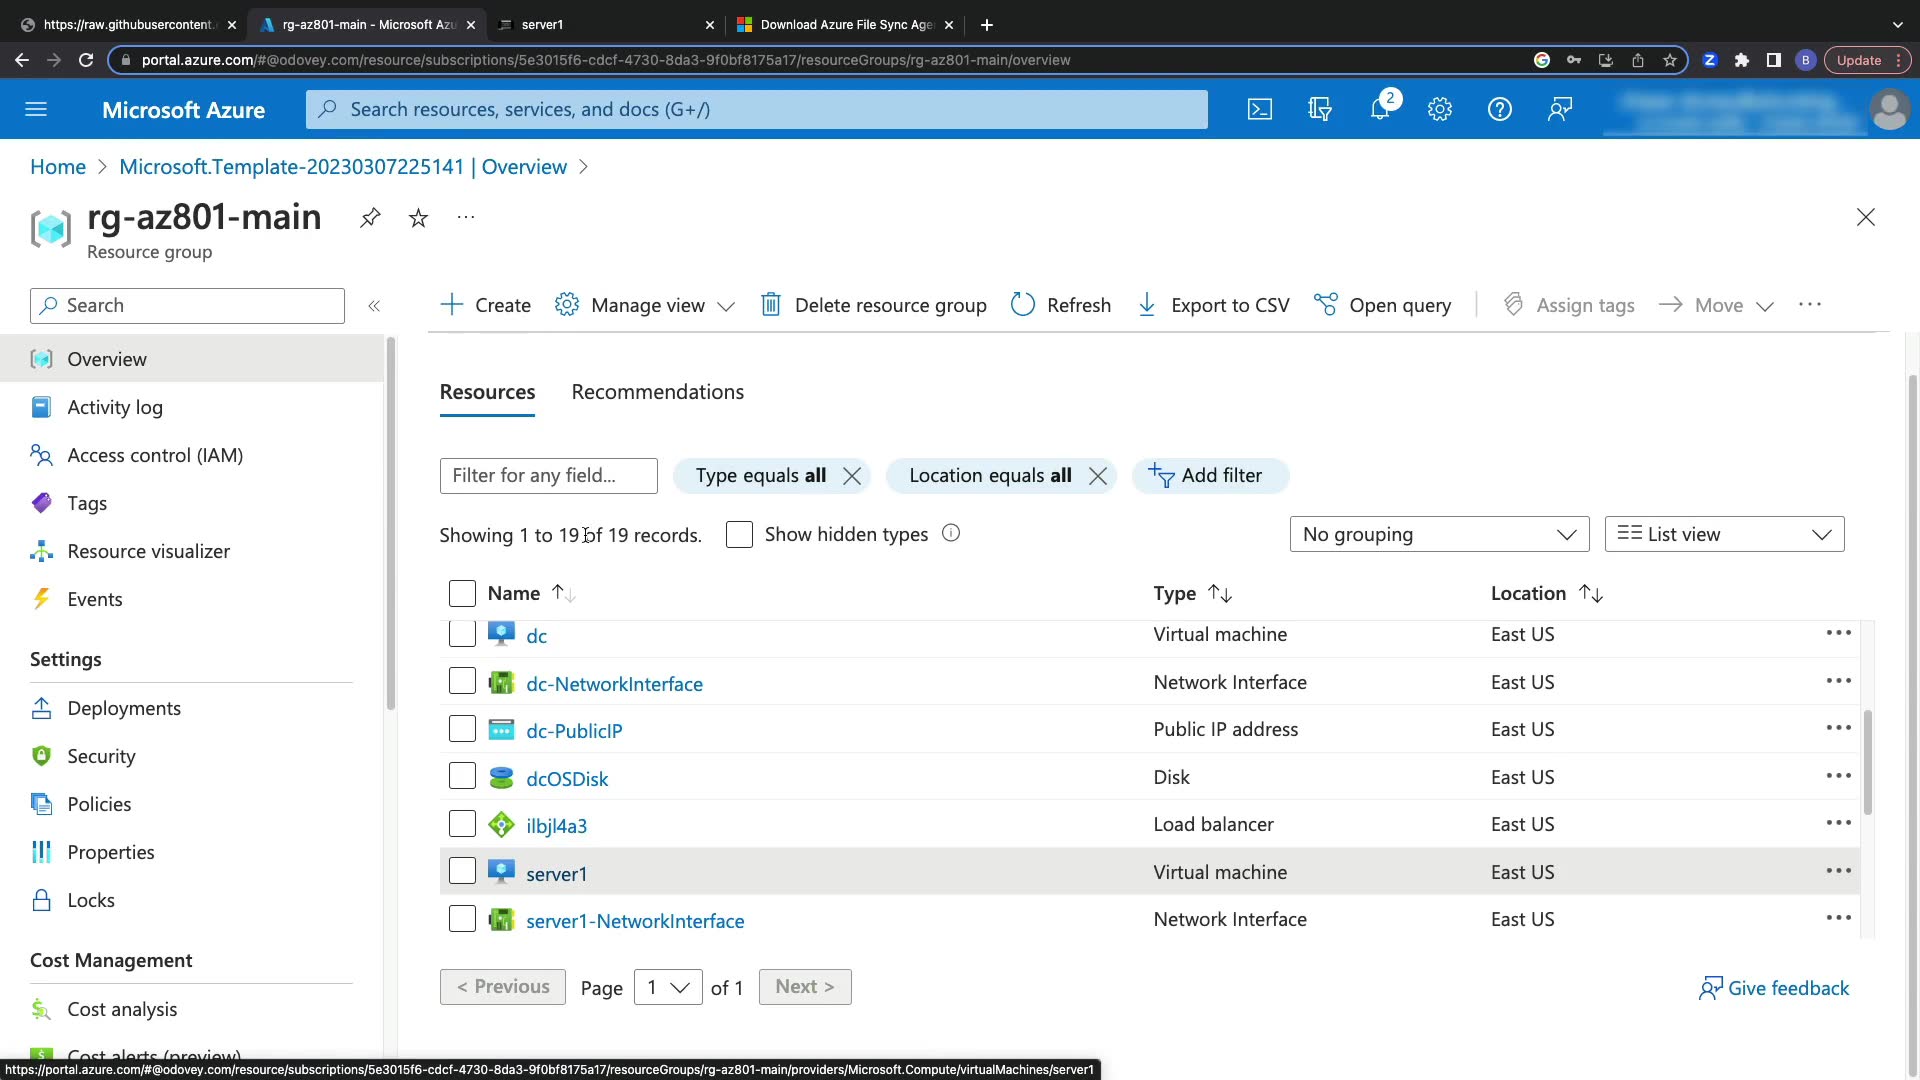 https://raw.githubusercontent.
rg-az801-main - Microsoft Azu
server1
Download Azure File Sync Age
portal.azure.com/#@odovey.com/resource/subscriptions/5e3015f6-cdcf-4730-8da3-9f0bf8175a17/resourceGroups/rg-az801-main/overview
Z
B
Update
Microsoft Azure
Search resources, services, and docs (G+/)
2
Home > Microsoft.Template-20230307225141 | Overview >
rg-az801-main
Resource group
Search
Create
Manage view
Delete resource group
Refresh
Export to CSV
Open query
Assign tags
Move
Overview
Activity log
Access control (IAM)
Tags
Resource visualizer
Events
Settings
Deployments
Security
Policies
Properties
Locks
Cost Management
Cost analysis
Cost alerts (preview)
Resources
Recommendations
Filter for any field...
Type equals all
Location equals all
Add filter
Showing 1 to 19 of 19 records.
Show hidden types
No grouping
List view
Name
Type
Location
dc Virtual machine East US
dc-NetworkInterface Network Interface East US
dc-PublicIP Public IP address East US
dcOSDisk Disk East US
ilbjl4a3 Load balancer East US
server1 Virtual machine East US
server1-NetworkInterface Network Interface East US
< Previous
Page 1 of 1
Next >
Give feedback
https://portal.azure.com/#@odovey.com/resource/subscriptions/5e3015f6-cdcf-4730-8da3-9f0bf8175a17/resourceGroups/rg-az801-main/providers/Microsoft.Compute/virtualMachines/server1